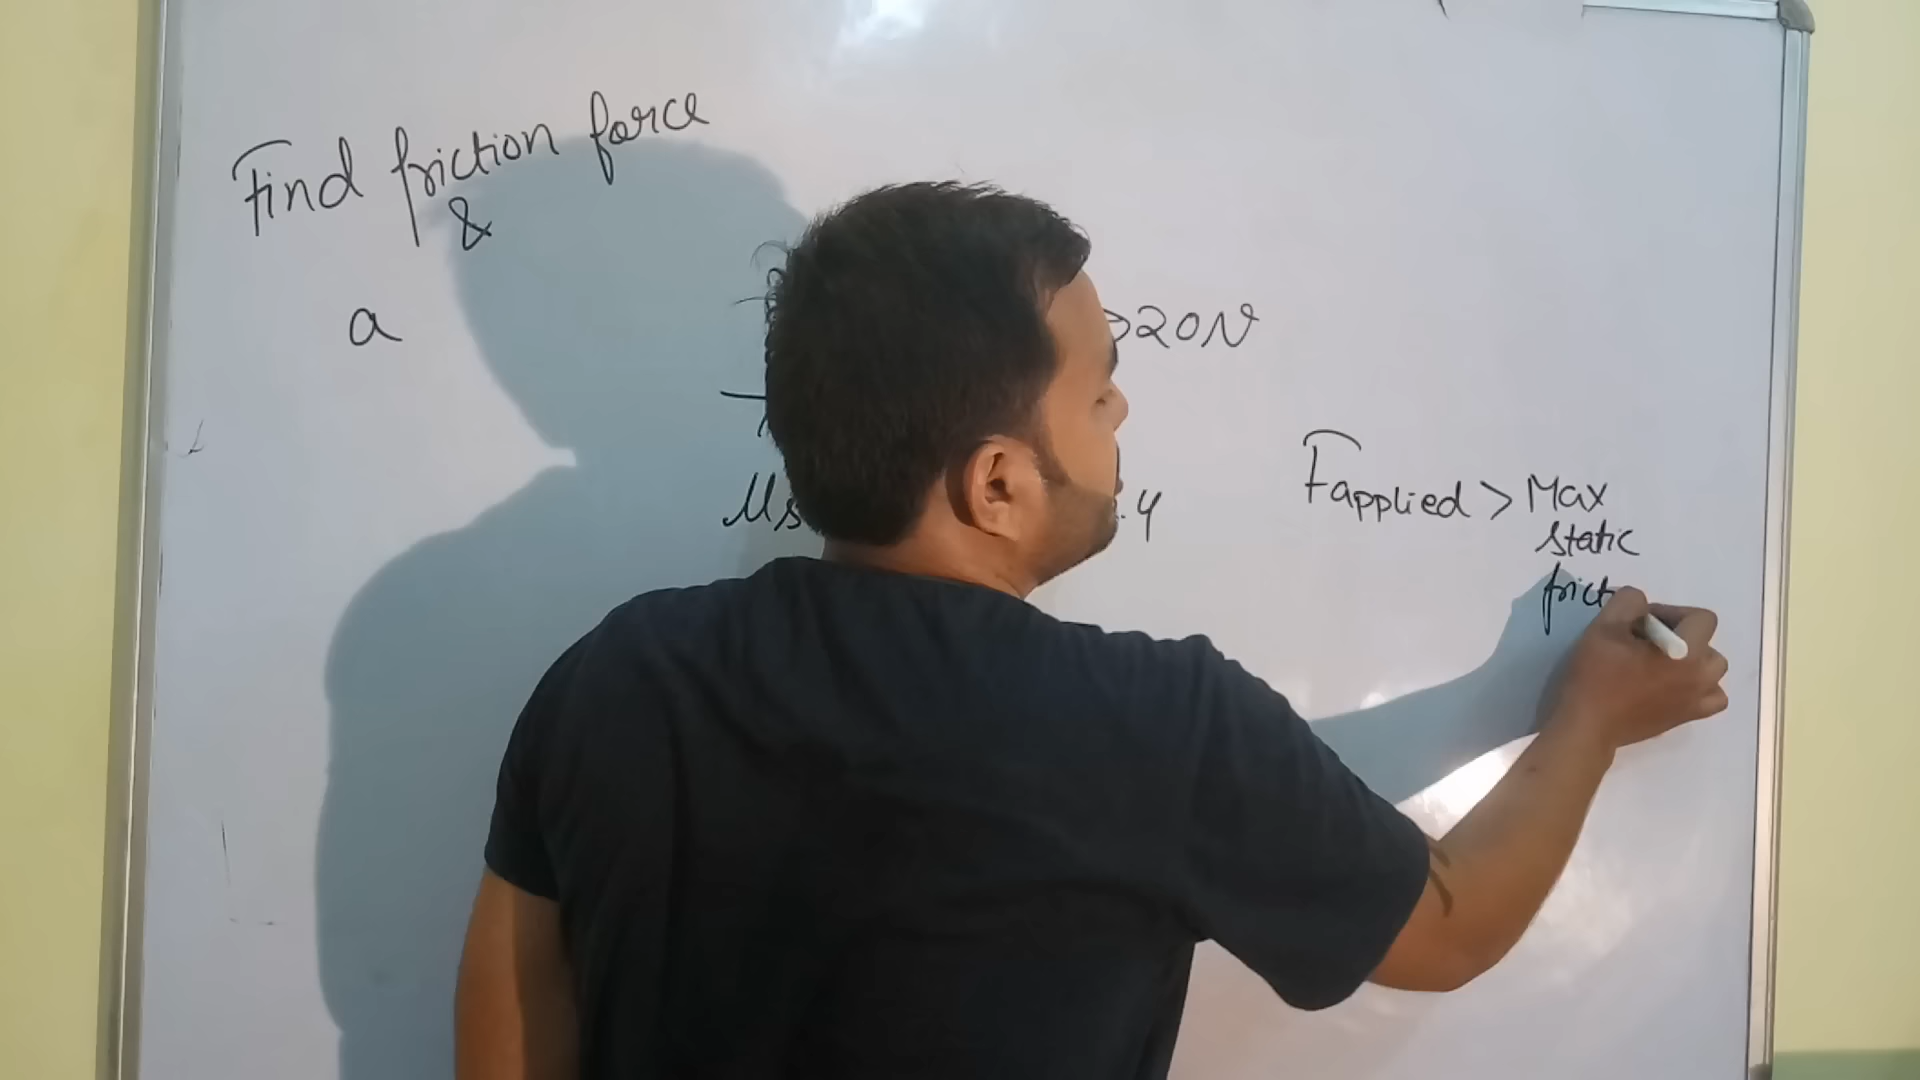 Find friction force
&
a
20N
Ms
.4
Fapplied > Max
static
frict